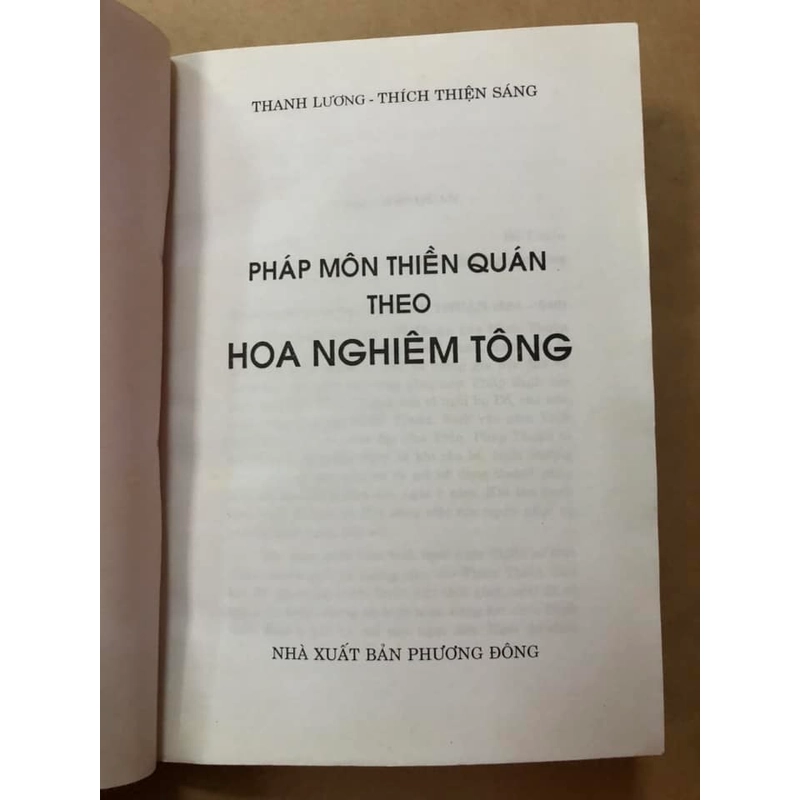 THANH LƯƠNG - THÍCH THIỆN SÁNG
PHÁP MÔN THIỀN QUÁN
THEO
HOA NGHIÊM TÔNG
NHÀ XUẤT BẢN PHƯƠNG ĐÔNG